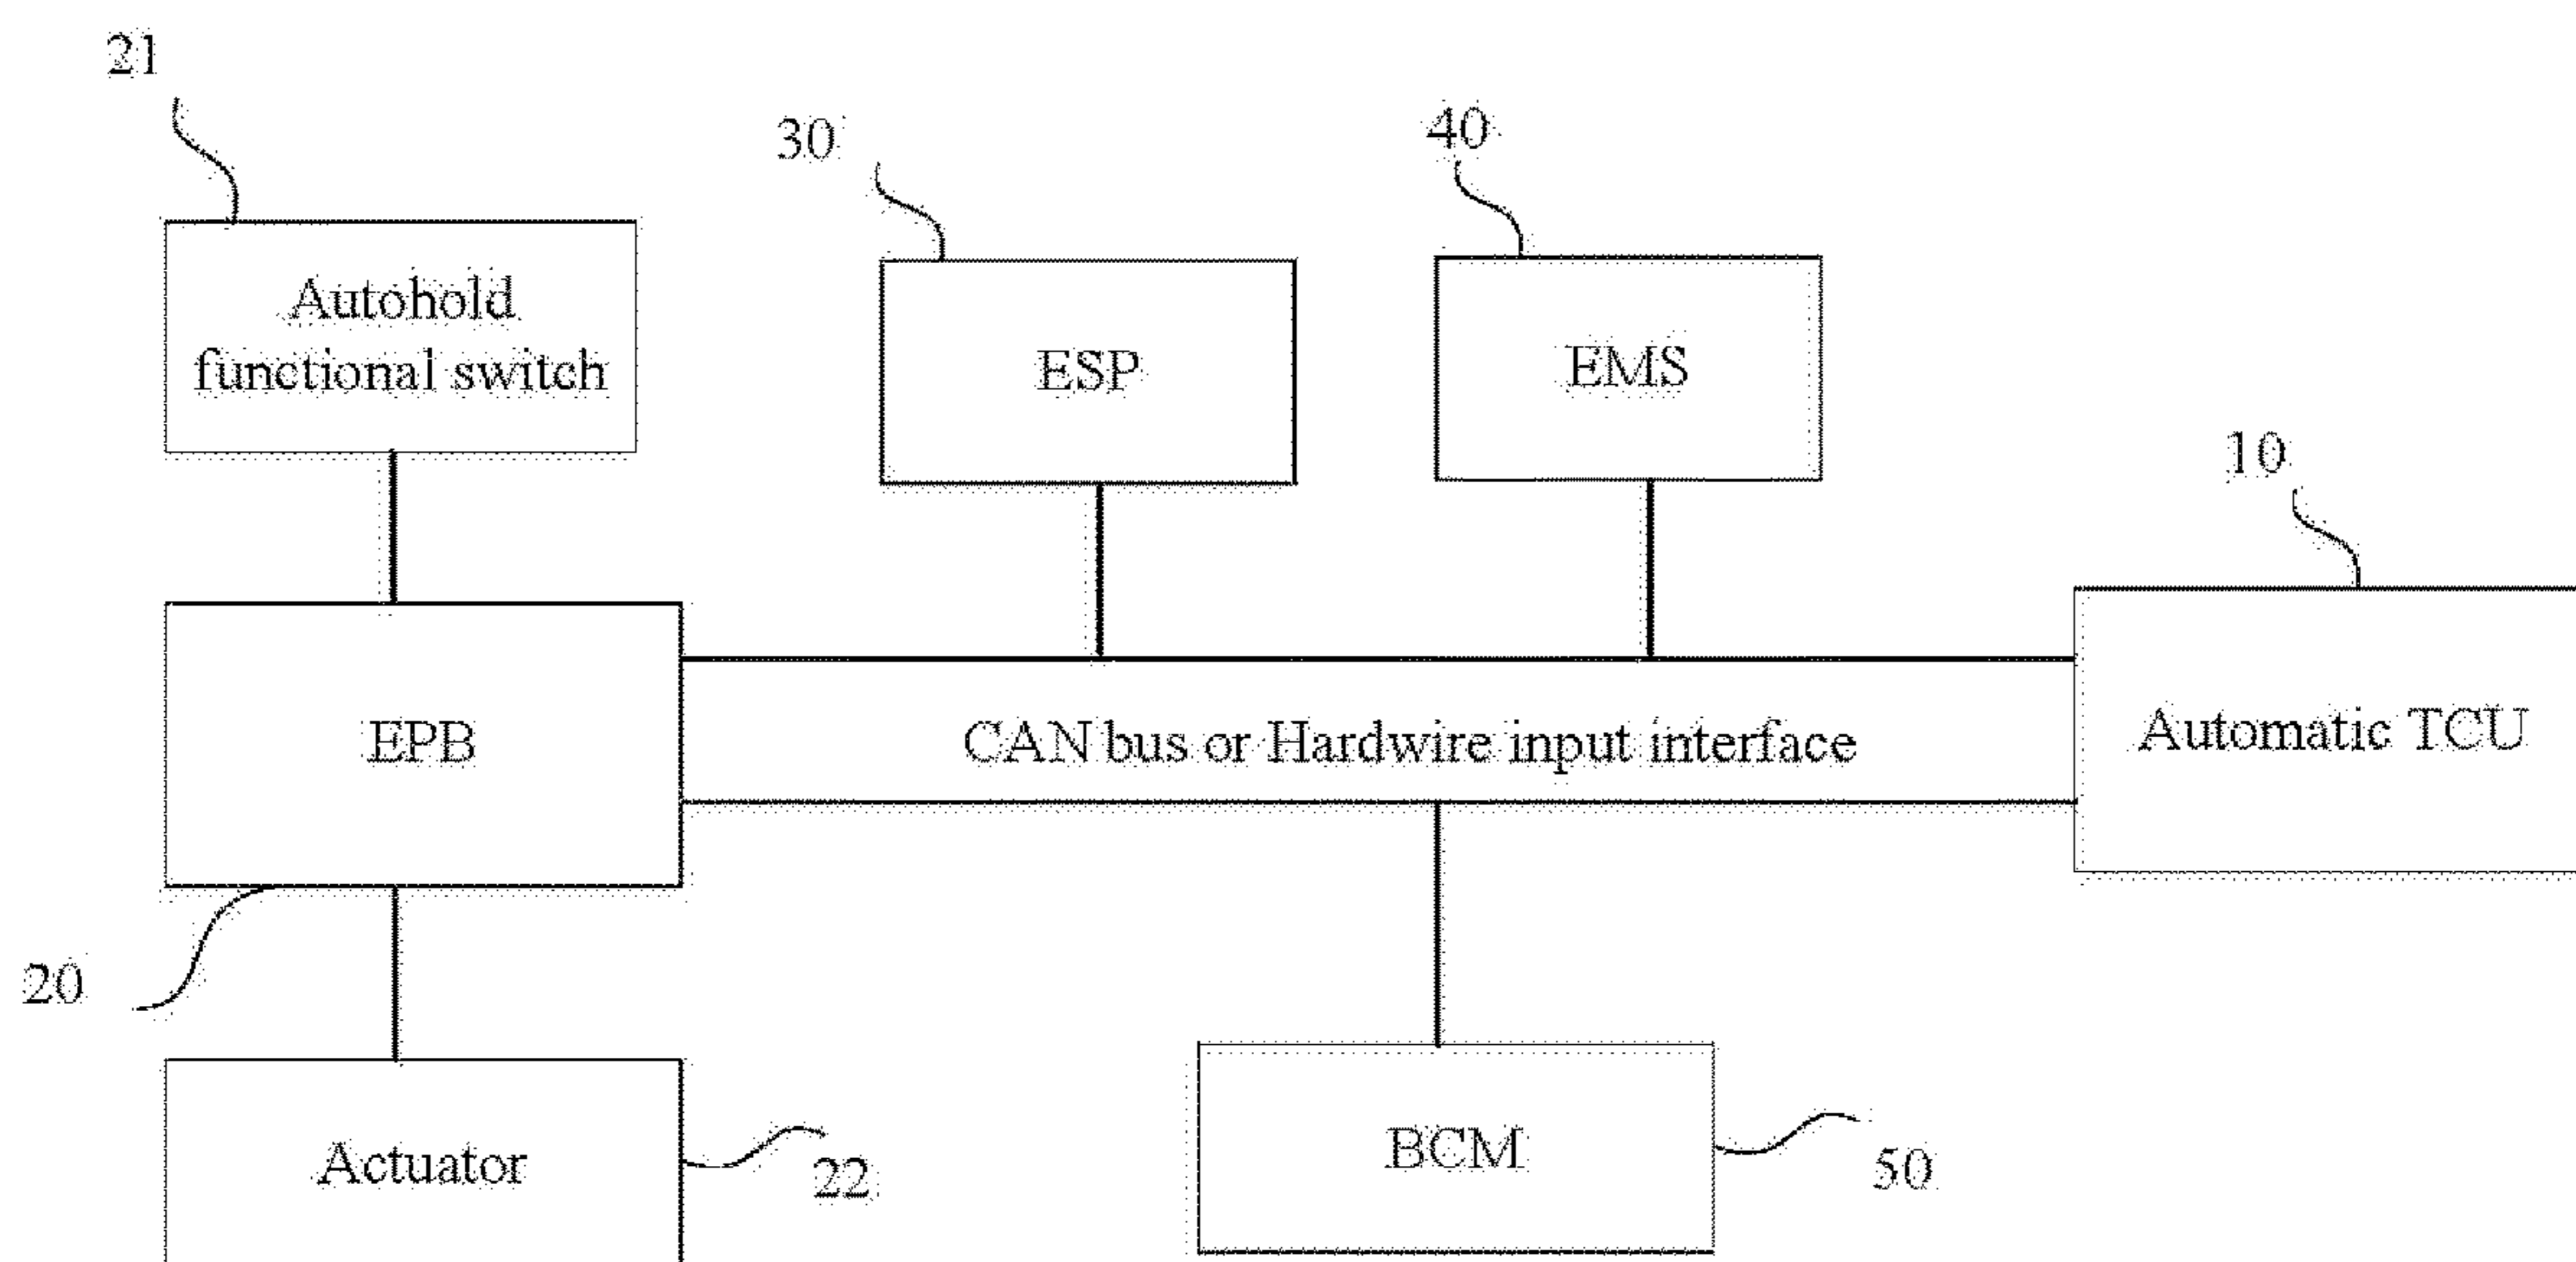 21
30
40
Autohold
functional switch
ESP
EMS
10
EPB
CAN bus or Hardwire input interface
Automatic TCU
20
Actuator
22
BCM
50